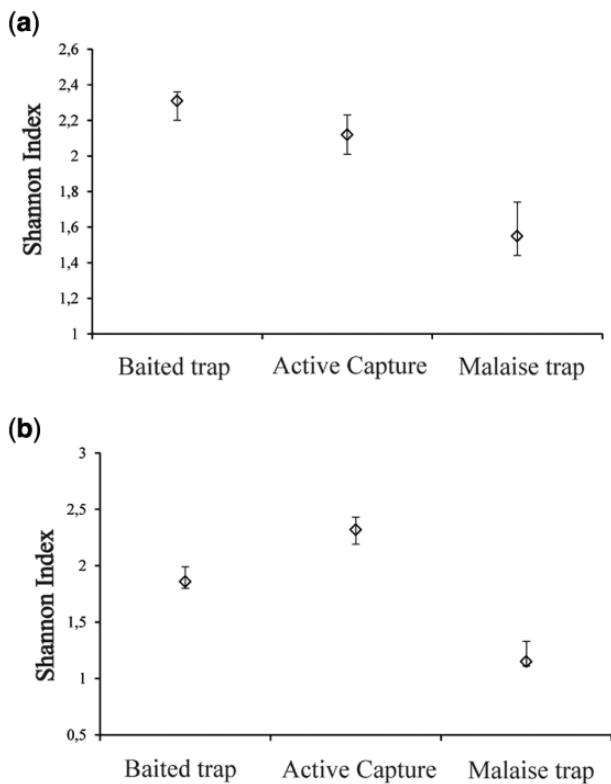 (a)
2,6
2,4
2,2
2
1,8
1,6
1,4
1,2
1
Shannon Index
Baited trap Active Capture Malaise trap
(b)
3
2,5
2
1,5
1
0,5
Shannon Index
Baited trap Active Capture Malaise trap